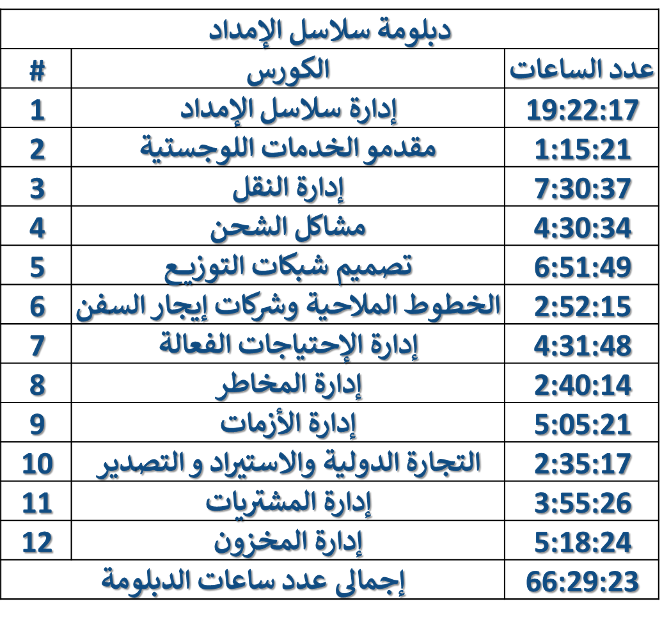 دبلومة سلاسل الإمداد
# الكورس عدد الساعات
1 إدارة سلاسل الإمداد 19:22:17
2 مقدمو الخدمات اللوجستية 1:15:21
3 إدارة النقل 7:30:37
4 مشاكل الشحن 4:30:34
5 تصميم شبكات التوزيع 6:51:49
6 الخطوط الملاحية وشركات إيجار السفن 2:52:15
7 إدارة الإحتياجات الفعالة 4:31:48
8 إدارة المخاطر 2:40:14
9 إدارة الأزمات 5:05:21
10 التجارة الدولية والاستيراد و التصدير 2:35:17
11 إدارة المشتريات 3:55:26
12 إدارة المخزون 5:18:24
إجمالي عدد ساعات الدبلومة 66:29:23